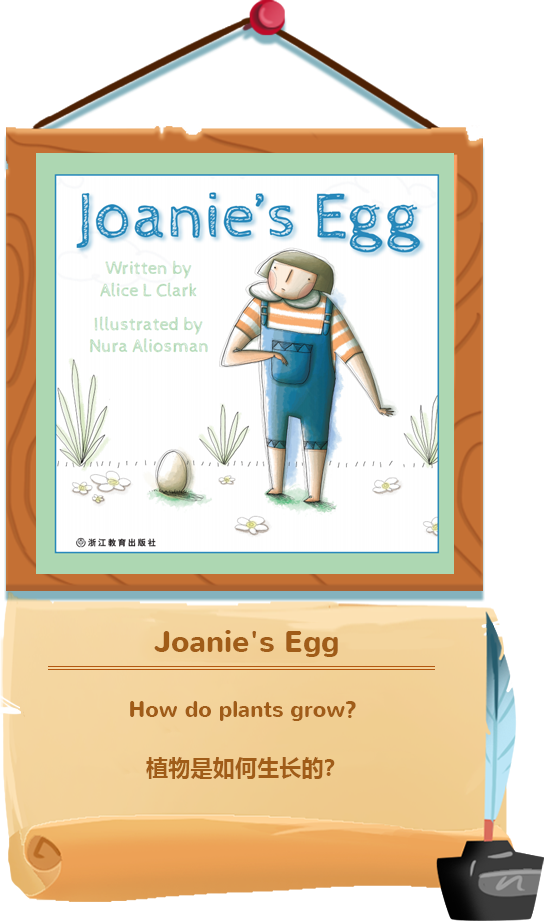 Joanie's Egg
Written by
Alice L Clark
Illustrated by
Nura Aliosman
浙江教育出版社
Joanie's Egg
How do plants grow?
植物是如何生长的?